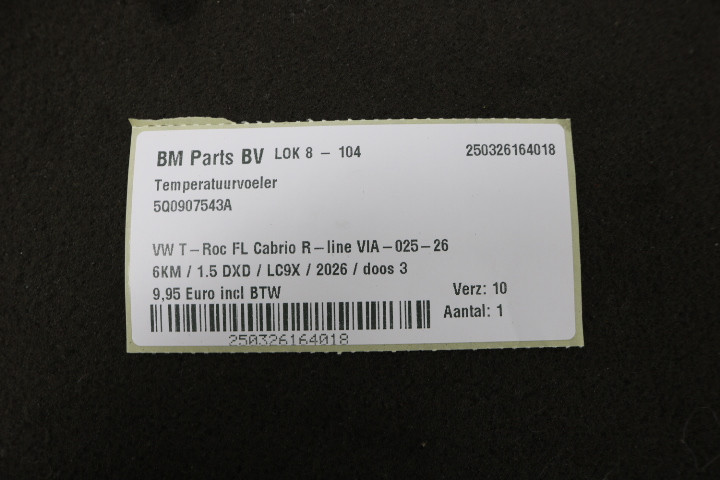 BM Parts BV LOK 8 - 104 250326164018
Temperatuurvoeler
5Q0907543A
VW T-Roc FL Cabrio R-line VIA-025-26
6KM / 1.5 DXD / LC9X / 2026 / doos 3
9,95 Euro incl BTW Verz: 10
Aantal: 1
250326164018